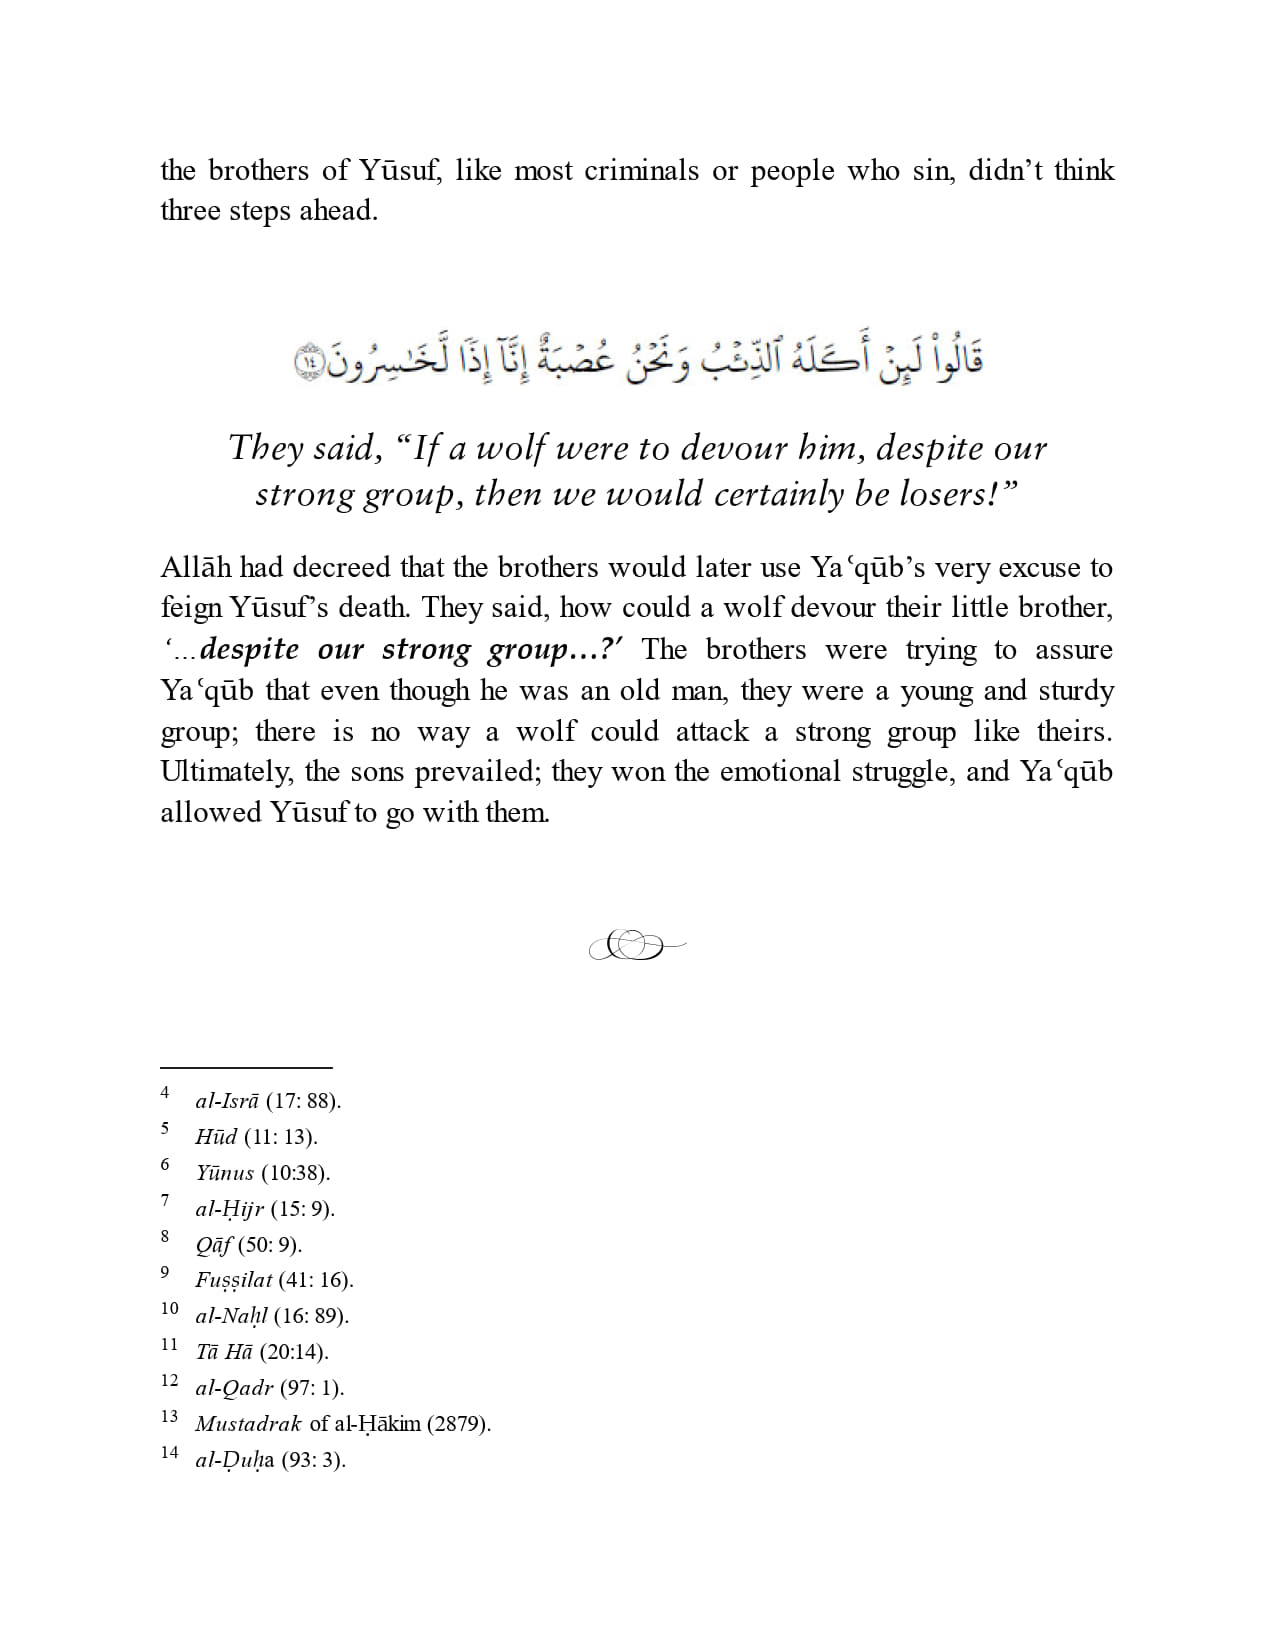 the brothers of Yūsuf, like most criminals or people who sin, didn’t think
three steps ahead.
قَالُوا۟ لَئِنْ أَكَلَهُ ٱلذِّئْبُ وَنَحْنُ عُصْبَةٌ إِنَّآ إِذًا لَّخَـٰسِرُونَ ١٤
They said, “If a wolf were to devour him, despite our
strong group, then we would certainly be losers!”
Allāh had decreed that the brothers would later use Yaʿqūb’s very excuse to
feign Yūsuf’s death. They said, how could a wolf devour their little brother,
‘…despite our strong group…?’ The brothers were trying to assure
Yaʿqūb that even though he was an old man, they were a young and sturdy
group; there is no way a wolf could attack a strong group like theirs.
Ultimately, the sons prevailed; they won the emotional struggle, and Yaʿqūb
allowed Yūsuf to go with them.
4 al-Isrā (17: 88).
5 Hūd (11: 13).
6 Yūnus (10:38).
7 al-Ḥijr (15: 9).
8 Qāf (50: 9).
9 Fuṣṣilat (41: 16).
10 al-Naḥl (16: 89).
11 Tā Hā (20:14).
12 al-Qadr (97: 1).
13 Mustadrak of al-Ḥākim (2879).
14 al-Ḍuḥa (93: 3).